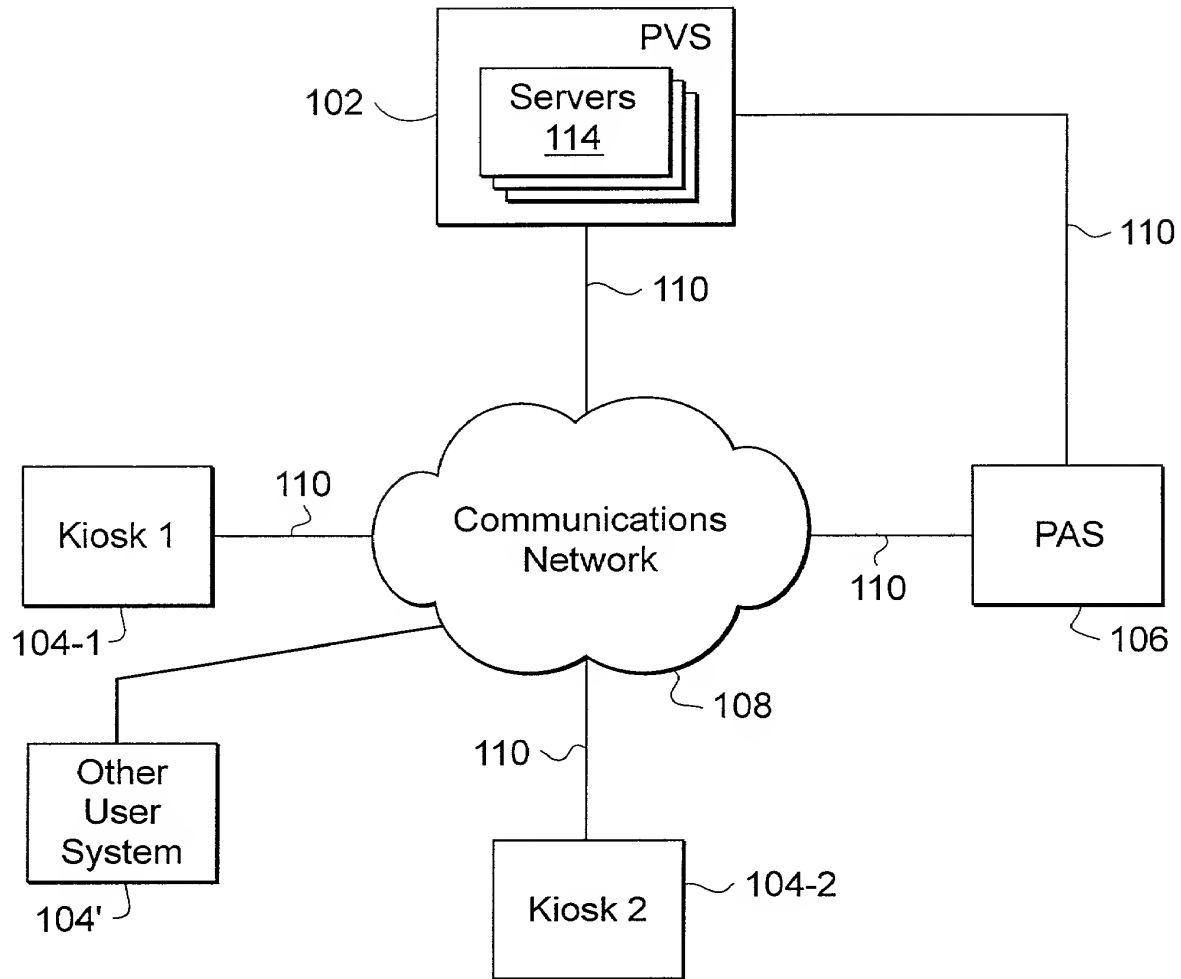 PVS
Servers
114
102
110
110
Kiosk 1
104-1
110
Communications
Network
110
PAS
106
108
Other
User
System
104'
110
Kiosk 2
104-2